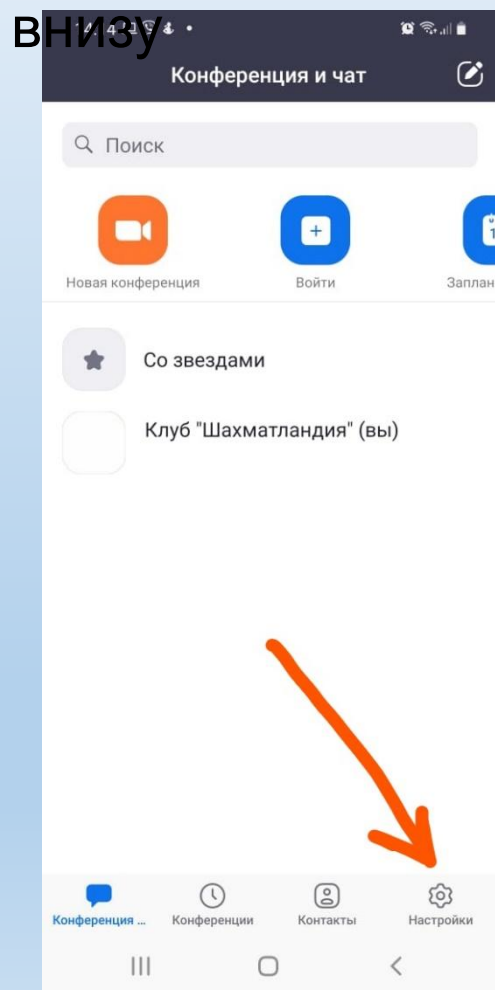 внизу
Конференция и чат
Поиск
Новая конференция
Войти
Заплан
Со звездами
Клуб "Шахматландия" (вы)
Конференция ...
Конференции
Контакты
Настройки